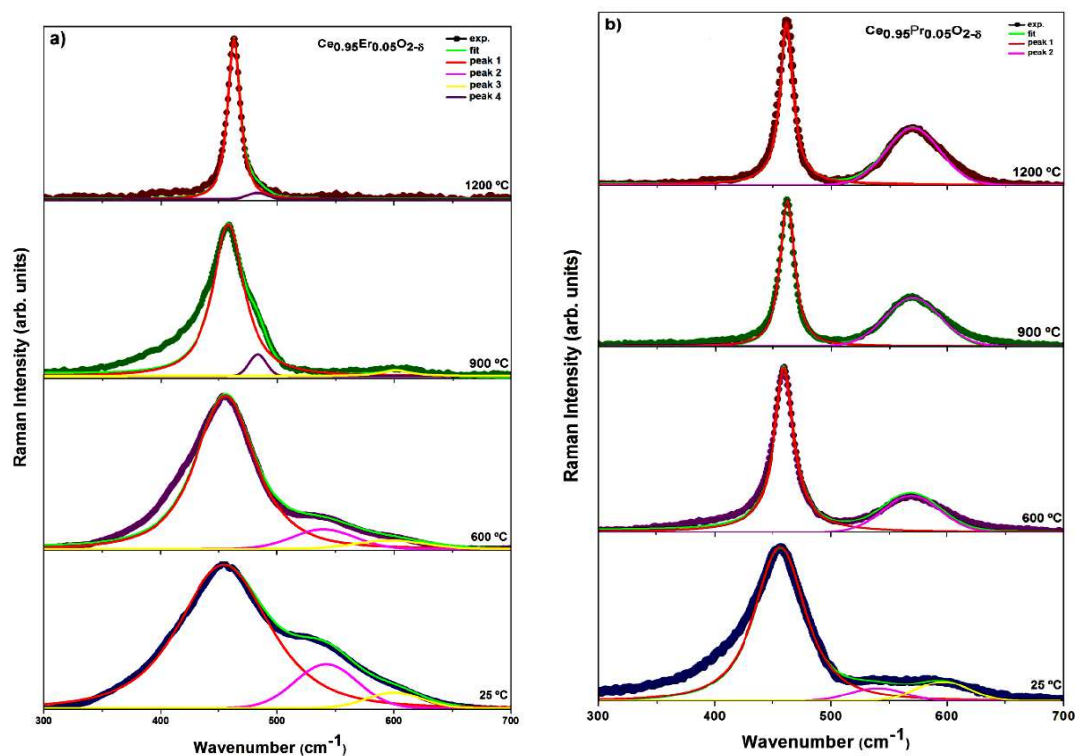 a)
Ce0.95Er0.05O2-δ
exp.
fit
peak 1
peak 2
peak 3
peak 4
1200 ºC
900 ºC
600 ºC
25 ºC
Raman Intensity (arb. units)
300 400 500 600 700
Wavenumber (cm-1)
b)
Ce0.95Pr0.05O2-δ
exp.
fit
peak 1
peak 2
1200 ºC
900 ºC
600 ºC
25 ºC
Raman Intensity (arb. units)
300 400 500 600 700
Wavenumber (cm-1)